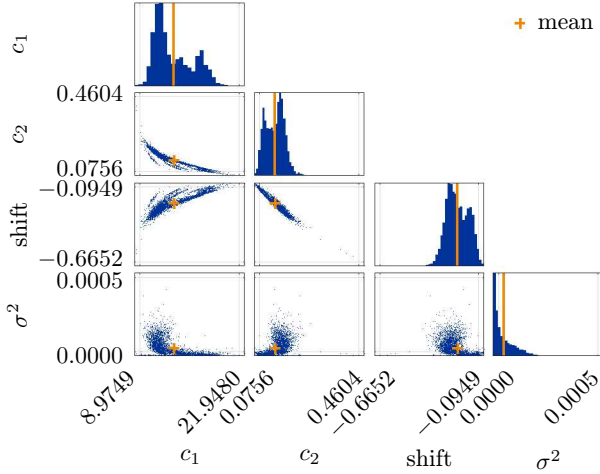 c₁
+ mean
0.4604
c₂
0.0756
−0.0949
shift
−0.6652
0.0005
σ²
0.0000
8.9749
21.9480
0.0756
0.4604
−0.6652
−0.0949
0.0000
0.0005
c₁
c₂
shift
σ²